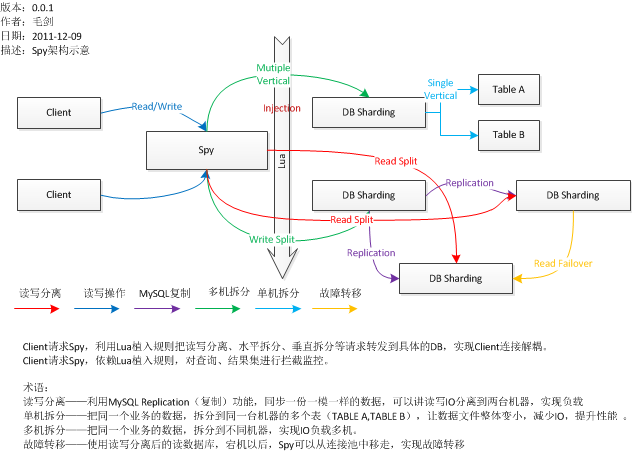 版本：0.0.1
作者：毛剑
日期：2011-12-09
描述：Spy架构示意
Mutiple
Vertical
Single
Vertical
Table A
Client
Read/Write
Injection
DB Sharding
Table B
Spy
Lua
Read Split
Client
DB Sharding
Replication
DB Sharding
Read Split
Write Split
Replication
Read Failover
DB Sharding
读写分离
读写操作
MySQL复制
多机拆分
单机拆分
故障转移
Client请求Spy，利用Lua植入规则把读写分离、水平拆分、垂直拆分等请求转发到具体的DB，实现Client连接解耦。
Client请求Spy，依赖Lua植入规则，对查询、结果集进行拦截监控。
术语：
读写分离——利用MySQL Replication（复制）功能，同步一份一模一样的数据，可以讲读写IO分离到两台机器，实现负载
单机拆分——把同一个业务的数据，拆分到同一台机器的多个表（TABLE A,TABLE B），让数据文件整体变小，减少IO，提升性能 。
多机拆分——把同一个业务的数据，拆分到不同机器，实现IO负载多机。
故障转移——使用读写分离后的读数据库，宕机以后，Spy可以从连接池中移走，实现故障转移